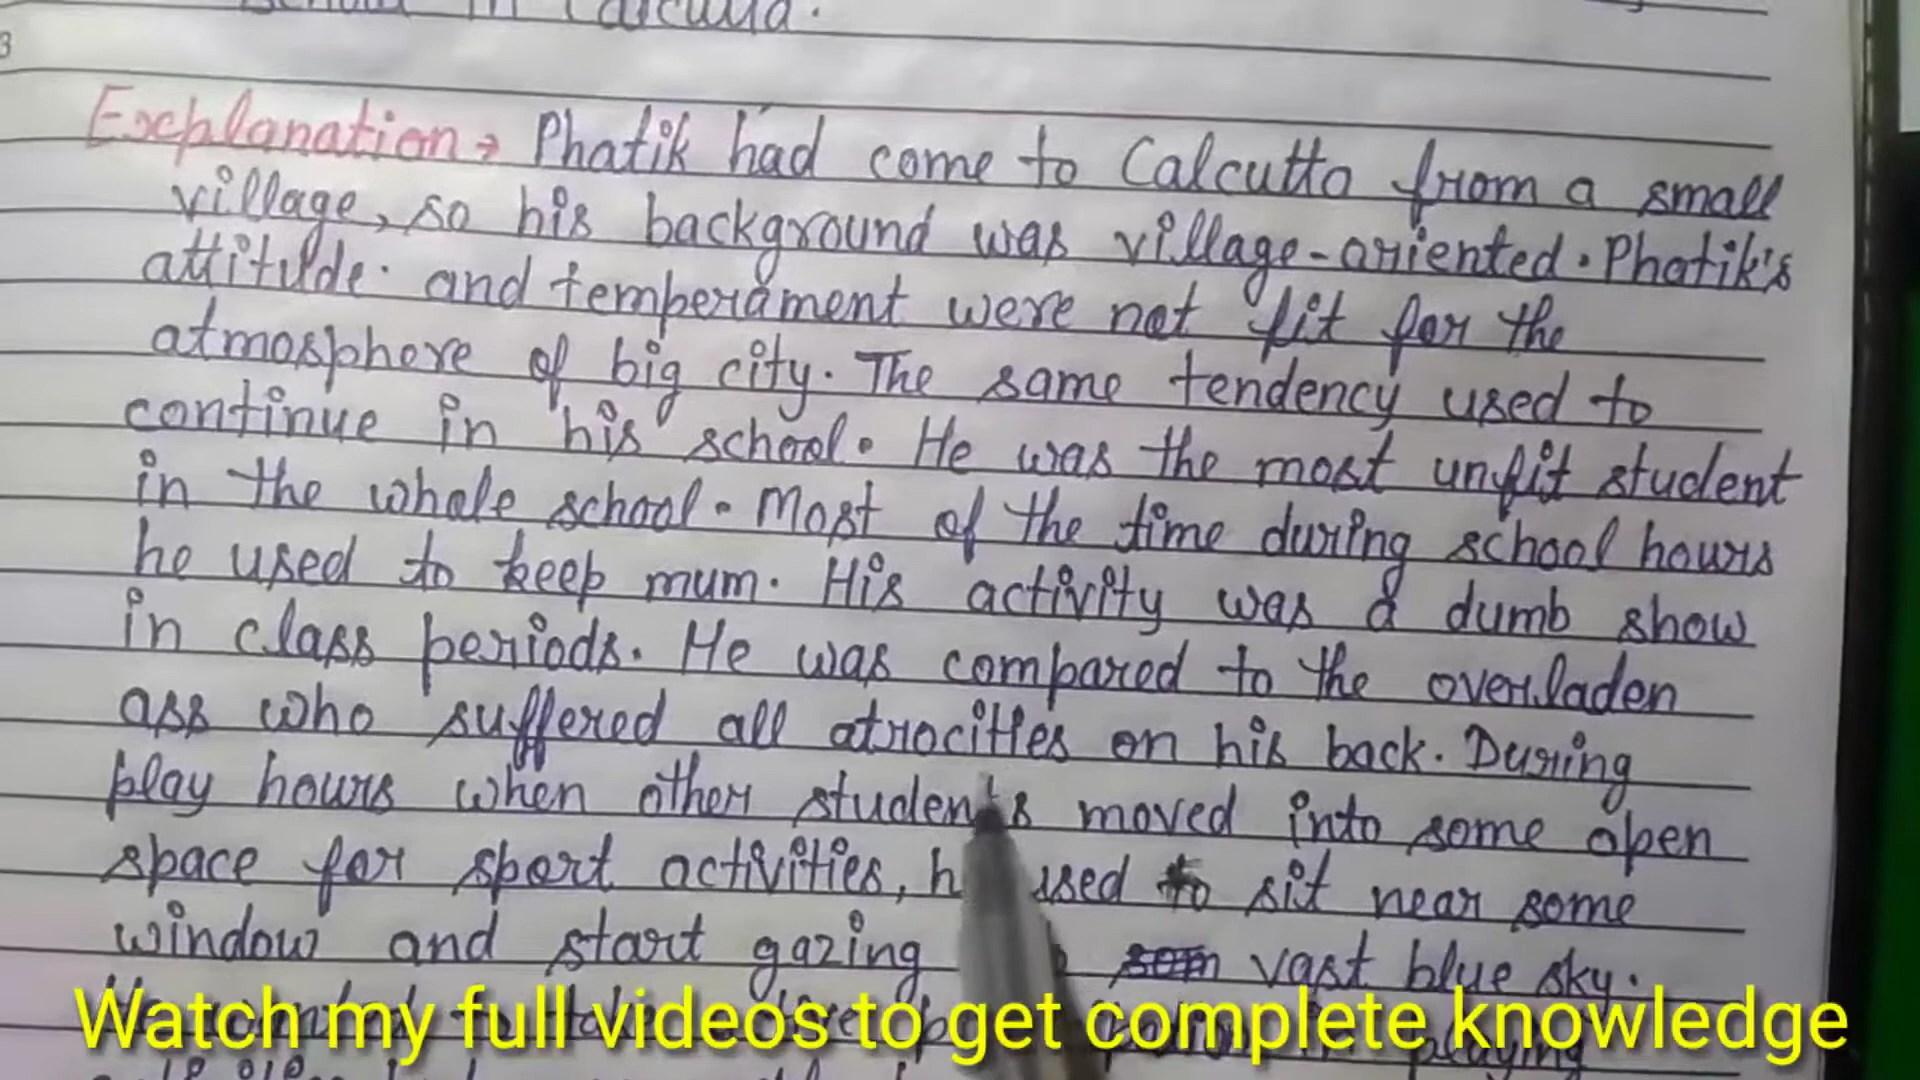 in Calcutta.
3
Explanation → Phatik had come to Calcutta from a small
village, so his background was village-oriented. Phatik's
attitude. and temperament were not fit for the
atmosphere of big city. The same tendency used to
continue in his school. He was the most unfit student
in the whole school. Most of the time during school hours
he used to keep mum. His activity was a dumb show
in class periods. He was compared to the overladen
ass who suffered all atrocities on his back. During
play hours when other students moved into some open
space for sport activities, used to sit near some
window and start gazing vast blue sky.
playing
Watch my full videos to get complete knowledge